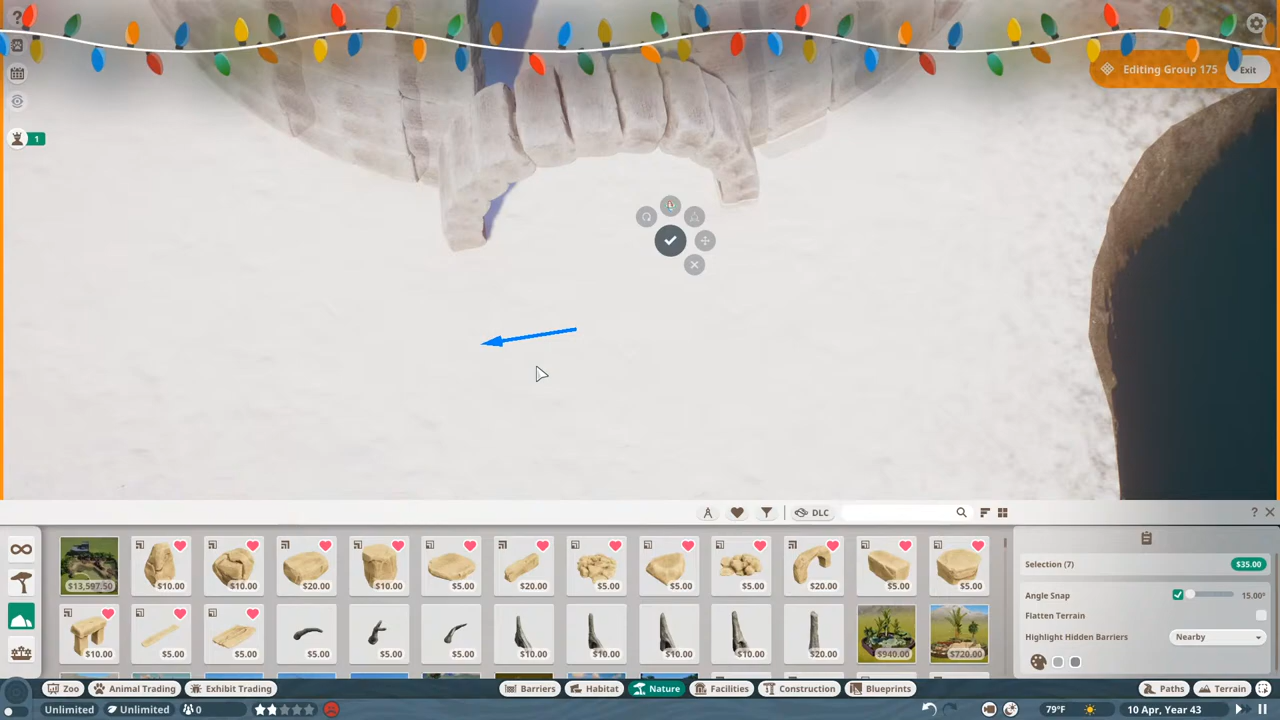 ?
Editing Group 175
Exit
1
DLC
? ×
$13,597.50
$10.00
$10.00
$20.00
$10.00
$5.00
$20.00
$5.00
$5.00
$5.00
$20.00
$5.00
$5.00
$10.00
$5.00
$5.00
$5.00
$5.00
$5.00
$10.00
$10.00
$10.00
$10.00
$20.00
$940.00
$720.00
Selection (7)
$35.00
Angle Snap
15.00°
Flatten Terrain
Highlight Hidden Barriers
Nearby
Zoo
Animal Trading
Exhibit Trading
Barriers
Habitat
Nature
Facilities
Construction
Blueprints
Paths
Terrain
Unlimited
Unlimited
0
79°F
10 Apr, Year 43